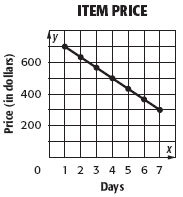 ITEM PRICE
y
Price (in dollars)
600
400
200
x
0 1 2 3 4 5 6 7
Days